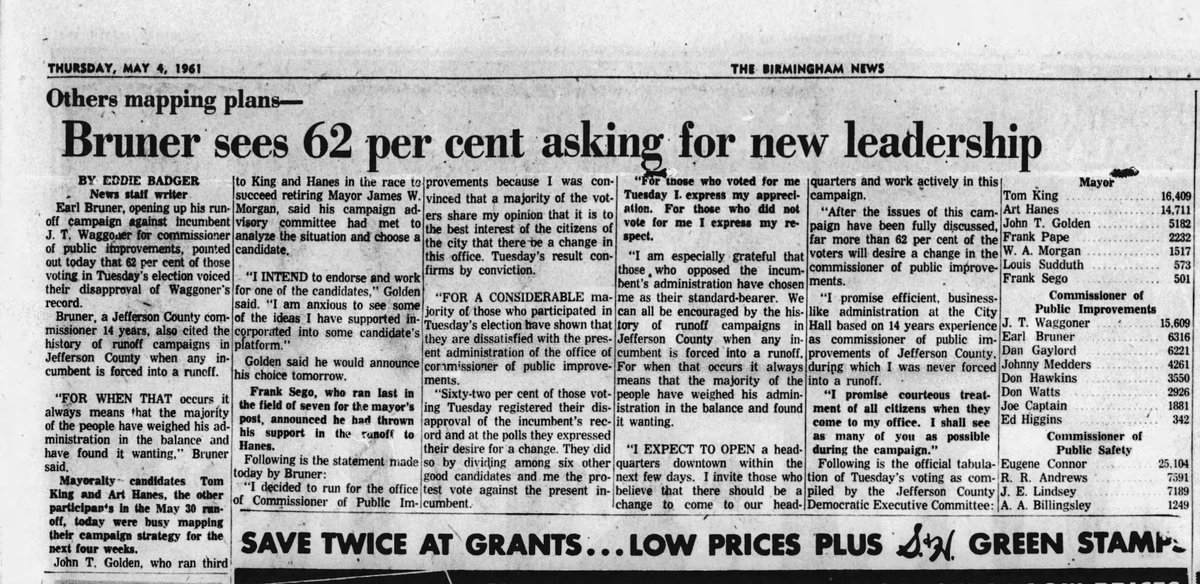 THURSDAY, MAY 4, 1961
THE BIRMINGHAM NEWS
Others mapping plans—
Bruner sees 62 per cent asking for new leadership
BY EDDIE BADGER
News staff writer
Earl Bruner, opening up his run-
off campaign against incumbent
J. T. Waggoner for commissioner
of public improvements, pointed
out today that 62 per cent of those
voting in Tuesday's election voiced
their disapproval of Waggoner's
record.
Bruner, a Jefferson County com-
missioner 14 years, also cited the
history of runoff campaigns in
Jefferson County when any in-
cumbent is forced into a runoff.
"FOR WHEN THAT occurs it
always means that the majority
of the people have weighed his ad-
ministration in the balance and
have found it wanting," Bruner
said.
Mayoralty candidates Tom
King and Art Hanes, the other
participants in the May 30 run-
off, today were busy mapping
their campaign strategy for the
next four weeks.
John T. Golden, who ran third
to King and Hanes in the race to
succeed retiring Mayor James W.
Morgan, said his campaign ad-
visory committee had met to
analyze the situation and choose a
candidate.
"I INTEND to endorse and work
for one of the candidates," Golden
said. "I am anxious to see some
of the ideas I have supported in-
corporated into some candidate's
platform."
Golden said he would announce
his choice tomorrow.
Frank Sego, who ran last in
the field of seven for the mayor's
post, announced he had thrown
his support in the runoff to
Hanes.
Following is the statement made
today by Bruner:
"I decided to run for the office
of Commissioner of Public Im-
provements because I was con-
vinced that a majority of the vot-
ers share my opinion that it is to
the best interest of the citizens of
the city that there be a change in
this office. Tuesday's result con-
firms by conviction.
"FOR A CONSIDERABLE ma-
jority of those who participated in
Tuesday's election have shown that
they are dissatisfied with the pres-
ent administration of the office of
commissioner of public improve-
ments.
"Sixty-two per cent of those vot-
ing Tuesday registered their dis-
approval of the incumbent's rec-
ord and at the polls they expressed
their desire for a change. They did
so by dividing among six other
good candidates and me the pro-
test vote against the present in-
cumbent.
"For those who voted for me
Tuesday I express my appreci-
ation. For those who did not
vote for me I express my re-
spect.
"I am especially grateful that
those who opposed the incum-
bent's administration have chosen
me as their standard-bearer. We
can all be encouraged by the his-
tory of runoff campaigns in
Jefferson County when any in-
cumbent is forced into a runoff.
For when that occurs it always
means that the majority of the
people have weighed his admin-
istration in the balance and found
it wanting.
"I EXPECT TO OPEN a head-
quarters downtown within the
next few days. I invite those who
believe that there should be a
change to come to our head-
quarters and work actively in this
campaign.
"After the issues of this cam-
paign have been fully discussed,
far more than 62 per cent of the
voters will desire a change in the
commissioner of public improve-
ments.
"I promise efficient, business-
like administration at the City
Hall based on 14 years experience
as commissioner of public im-
provements of Jefferson County,
during which I was never forced
into a runoff.
"I promise courteous treat-
ment of all citizens when they
come to my office. I shall see
as many of you as possible
during the campaign."
Following is the official tabula-
tion of Tuesday's voting as com-
piled by the Jefferson County
Democratic Executive Committee:
Mayor
Tom King 16,409
Art Hanes 14,711
John T. Golden 5182
Frank Pape 2232
W. A. Morgan 1517
Louis Sudduth 573
Frank Sego 501
Commissioner of
Public Improvements
J. T. Waggoner 15,609
Earl Bruner 6316
Dan Gaylord 6221
Johnny Medders 4261
Don Hawkins 3550
Don Watts 2926
Joe Captain 1881
Ed Higgins 342
Commissioner of
Public Safety
Eugene Connor 25,104
R. R. Andrews 7591
J. E. Lindsey 7189
A. A. Billingsley 1249
SAVE TWICE AT GRANTS...LOW PRICES PLUS S&H GREEN STAMPS